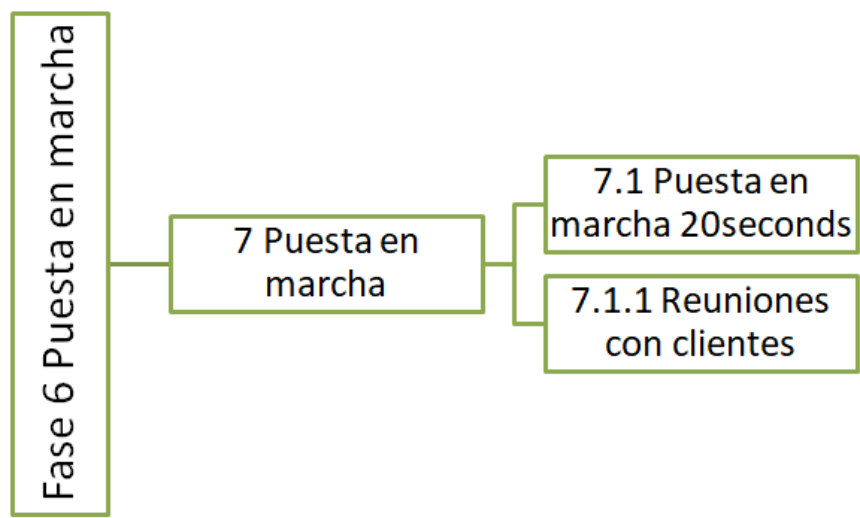 Fase 6 Puesta en marcha
7 Puesta en
marcha
7.1 Puesta en
marcha 20seconds
7.1.1 Reuniones
con clientes